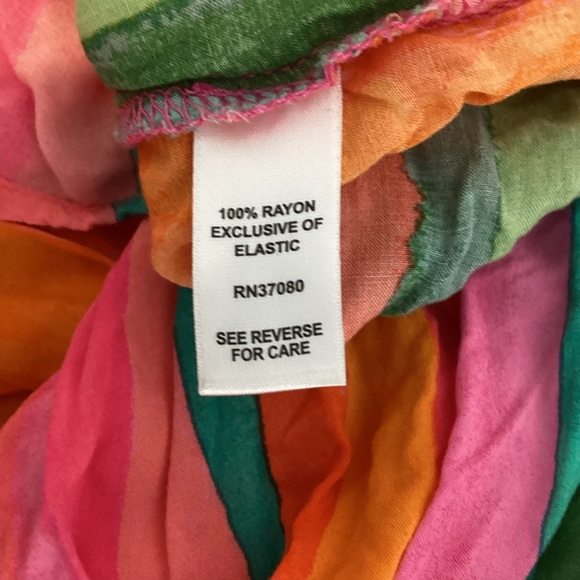 100% RAYON
EXCLUSIVE OF
ELASTIC
RN37080
SEE REVERSE
FOR CARE